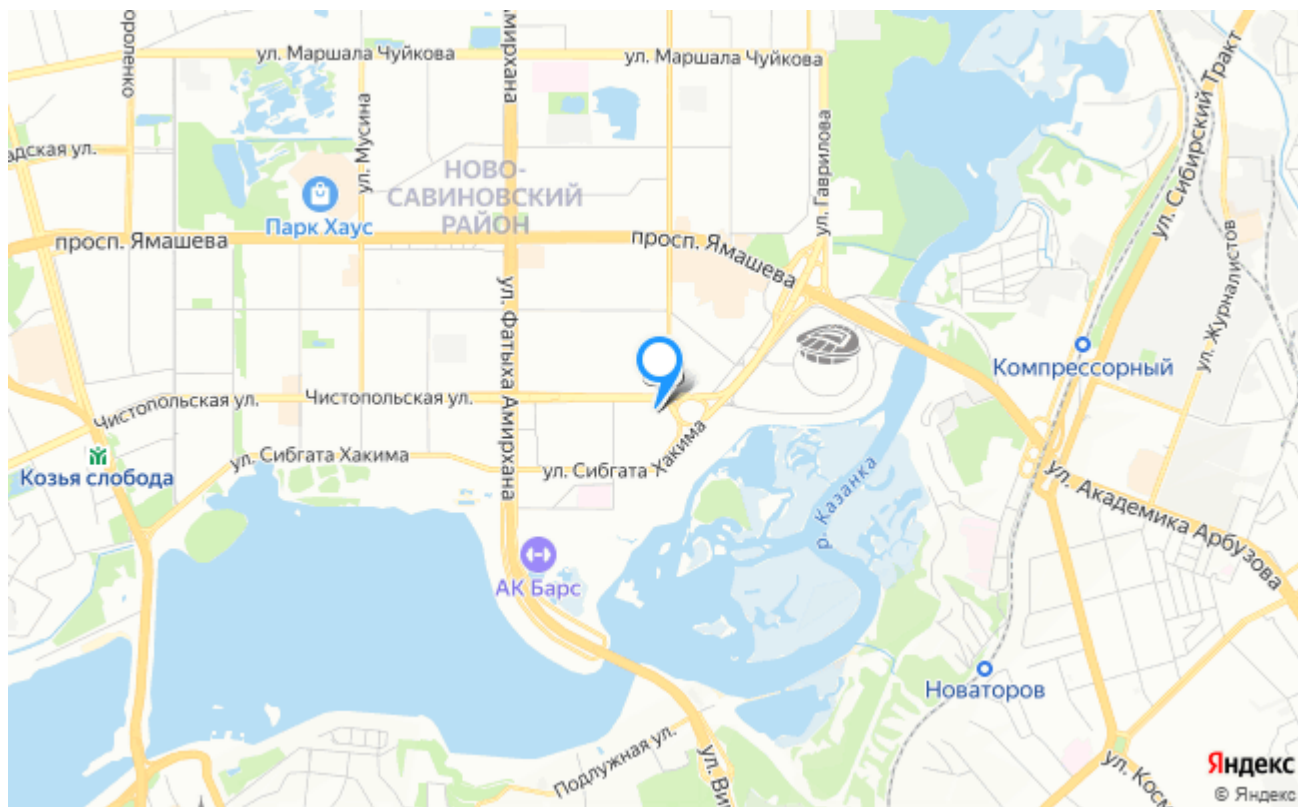 ороленко
ул. Маршала Чуйкова
Амирхана
ул. Маршала Чуйкова
ул. Сибирский Тракт
адская ул.
ул. Мусина
НОВО-
САВИНОВСКИЙ
РАЙОН
ул. Гаврилова
Парк Хаус
просп. Ямашева
просп. Ямашева
ул. Журналистов
ул. Фатыха Амирхана
Компрессорный
Чистопольская ул.
Чистопольская ул.
Козья слобода
ул. Сибгата Хакима
ул. Сибгата Хакима
р. Казанка
ул. Академика Арбузова
АК Барс
Новаторов
Подлужная ул.
ул. Ви
ул. Косм
Яндекс
© Яндекс